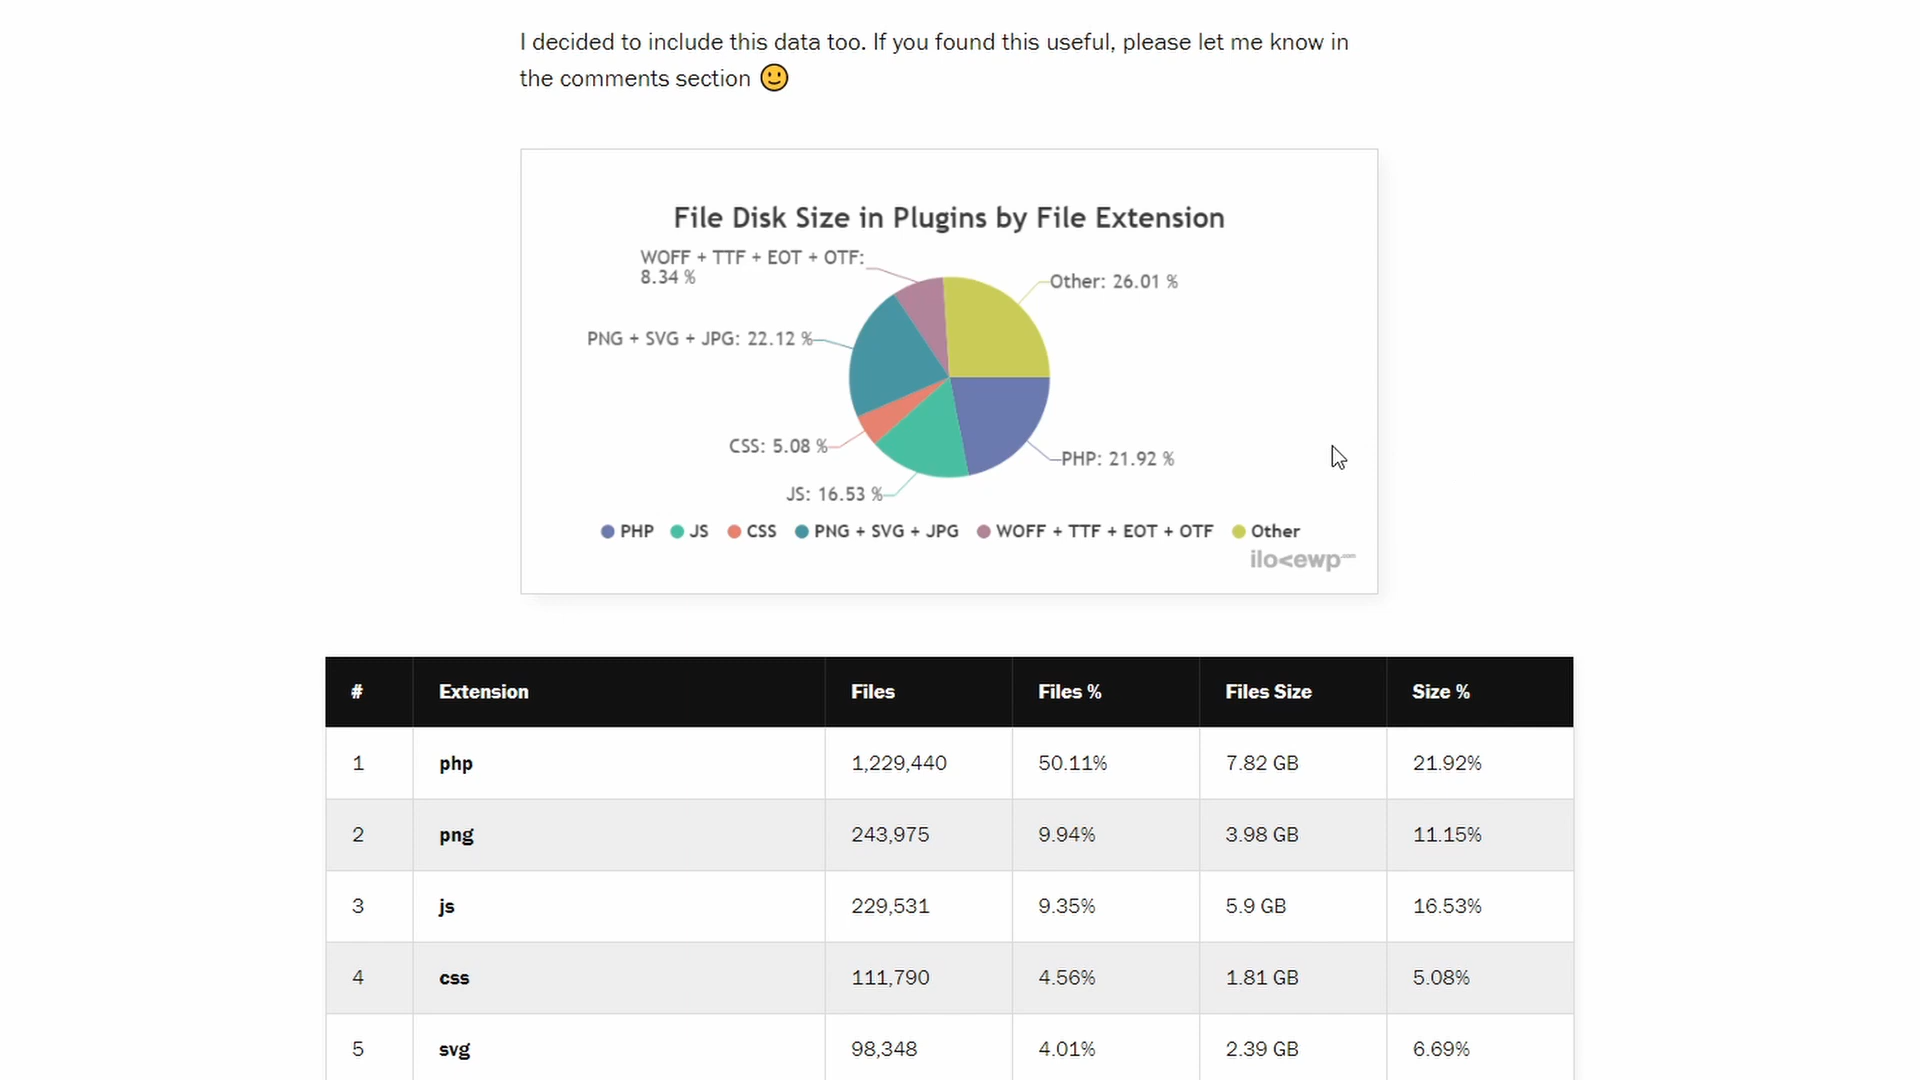 I decided to include this data too. If you found this useful, please let me know in
the comments section 🙂
File Disk Size in Plugins by File Extension
WOFF + TTF + EOT + OTF:
8.34 %
Other: 26.01 %
PNG + SVG + JPG: 22.12 %
CSS: 5.08 %
PHP: 21.92 %
JS: 16.53 %
PHP JS CSS PNG + SVG + JPG WOFF + TTF + EOT + OTF Other
ilo<ewp.com
# Extension Files Files % Files Size Size %
1 php 1,229,440 50.11% 7.82 GB 21.92%
2 png 243,975 9.94% 3.98 GB 11.15%
3 js 229,531 9.35% 5.9 GB 16.53%
4 css 111,790 4.56% 1.81 GB 5.08%
5 svg 98,348 4.01% 2.39 GB 6.69%